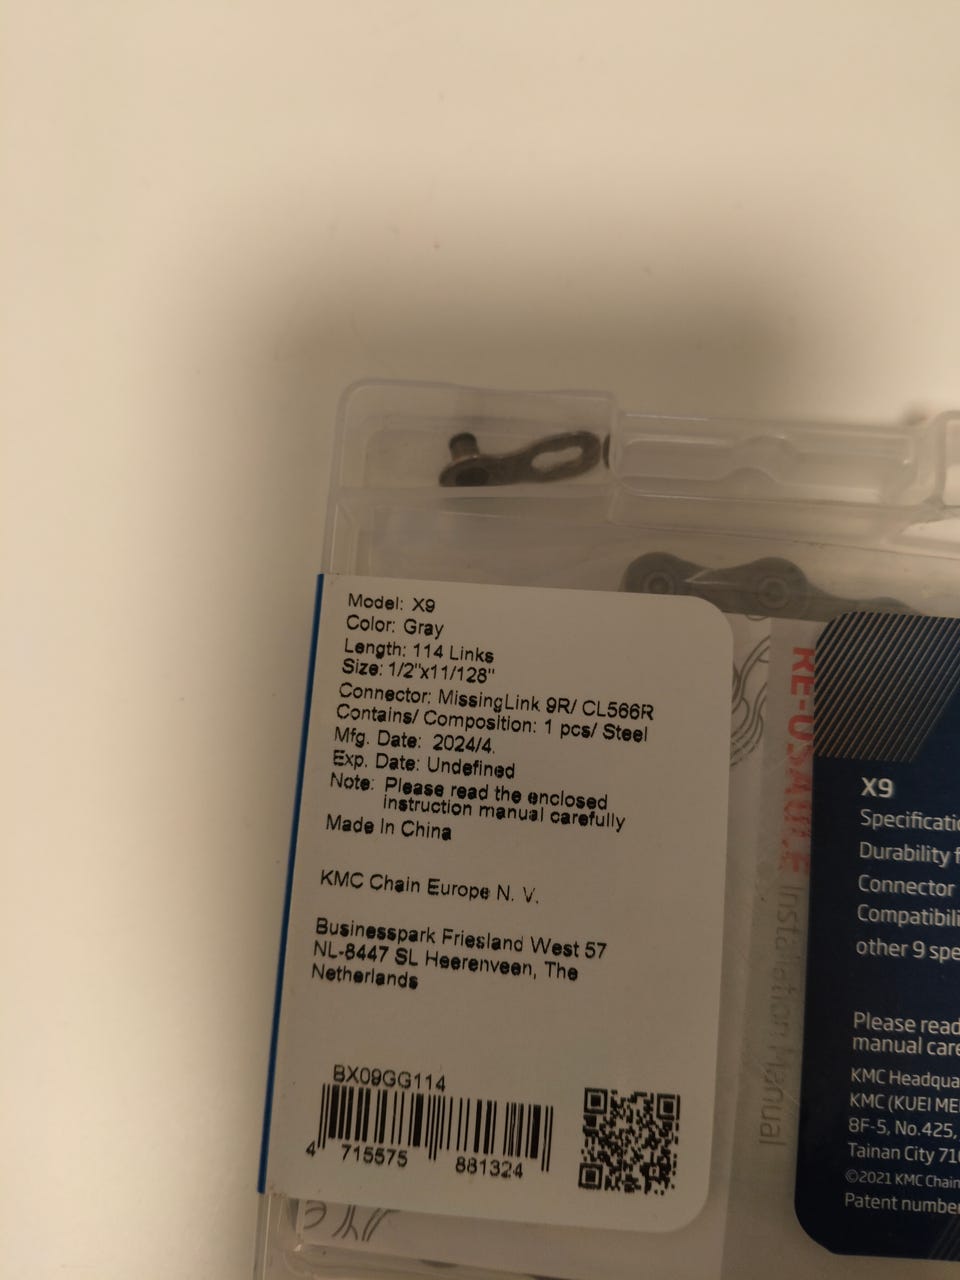 Model: X9
Color: Gray
Length: 114 Links
Size: 1/2"x11/128"
Connector: MissingLink 9R/ CL566R
Contains/ Composition: 1 pcs/ Steel
Mfg. Date: 2024/4.
Exp. Date: Undefined
Note: Please read the enclosed
instruction manual carefully
Made In China
KMC Chain Europe N. V.
Businesspark Friesland West 57
NL-8447 SL Heerenveen, The
Netherlands
BX09GG114
4 715575 881324
RE-USABLE Installation Manual
X9
Specificatio
Durability f
Connector
Compatibili
other 9 spe
Please read
manual care
KMC Headqua
KMC (KUEI ME
8F-5, No.425,
Tainan City 710
©2021 KMC Chain
Patent number